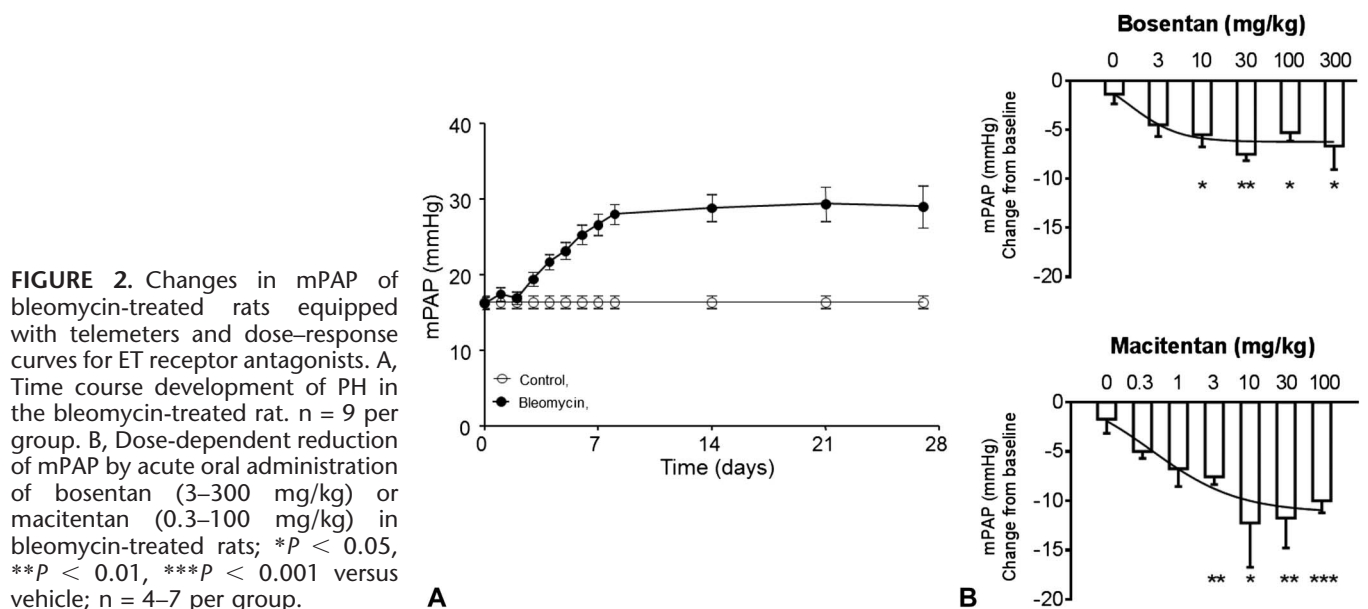 FIGURE 2. Changes in mPAP of
bleomycin-treated rats equipped
with telemeters and dose–response
curves for ET receptor antagonists. A,
Time course development of PH in
the bleomycin-treated rat. n = 9 per
group. B, Dose-dependent reduction
of mPAP by acute oral administration
of bosentan (3–300 mg/kg) or
macitentan (0.3–100 mg/kg) in
bleomycin-treated rats; *P < 0.05,
**P < 0.01, ***P < 0.001 versus
vehicle; n = 4–7 per group.
A
mPAP (mmHg)
40
30
20
10
0
Control,
Bleomycin,
0 7 14 21 28
Time (days)
B
Bosentan (mg/kg)
0 3 10 30 100 300
mPAP (mmHg)
Change from baseline
0
-5
-10
-15
-20
* ** * *
Macitentan (mg/kg)
0 0.3 1 3 10 30 100
mPAP (mmHg)
Change from baseline
0
-5
-10
-15
-20
** * ** ***